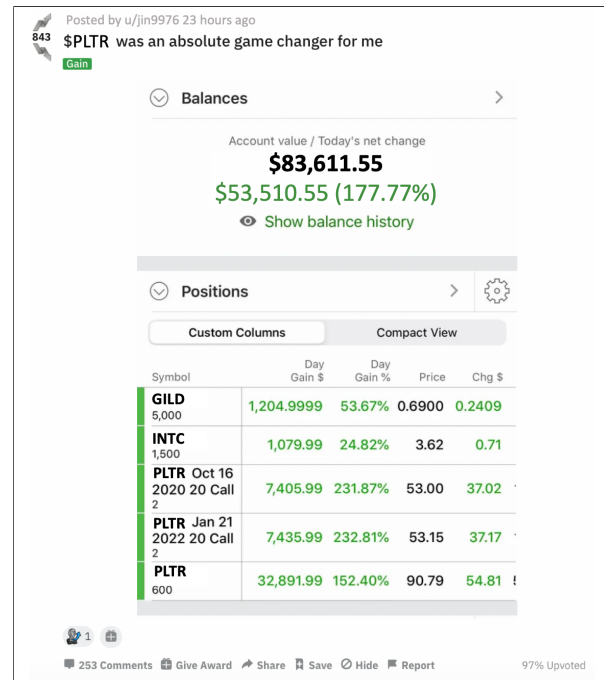 Posted by u/jin9976 23 hours ago
843
$PLTR was an absolute game changer for me
Gain
Balances
Account value / Today's net change
$83,611.55
$53,510.55 (177.77%)
Show balance history
Positions
Custom Columns Compact View
Symbol Day Gain $ Day Gain % Price Chg $
GILD 1,204.9999 53.67% 0.6900 0.2409
5,000
INTC 1,079.99 24.82% 3.62 0.71
1,500
PLTR Oct 16
2020 20 Call 7,405.99 231.87% 53.00 37.02
2
PLTR Jan 21
2022 20 Call 7,435.99 232.81% 53.15 37.17
2
PLTR 32,891.99 152.40% 90.79 54.81
600
1
253 Comments Give Award Share Save Hide Report 97% Upvoted